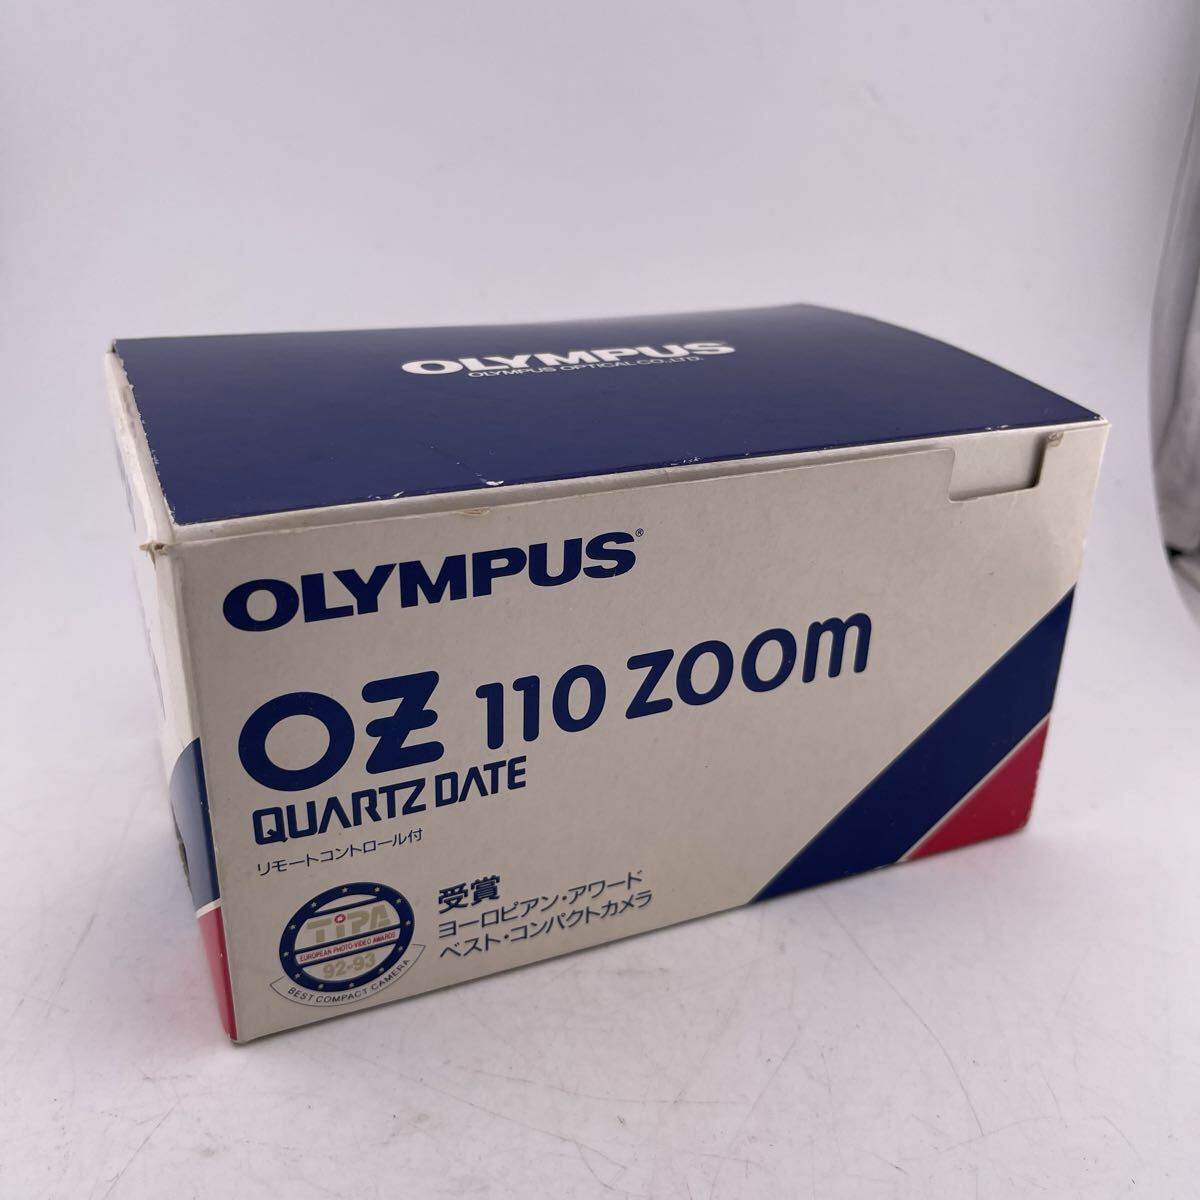 OLYMPUS
OLYMPUS OPTICAL CO.,LTD.
OLYMPUS®
OZ 110 ZOOM
QUARTZ DATE
リモートコントロール付
TiPA
EUROPEAN PHOTO-VIDEO AWARDS
92-93
BEST COMPACT CAMERA
受賞
ヨーロピアン・アワード
ベスト・コンパクトカメラ